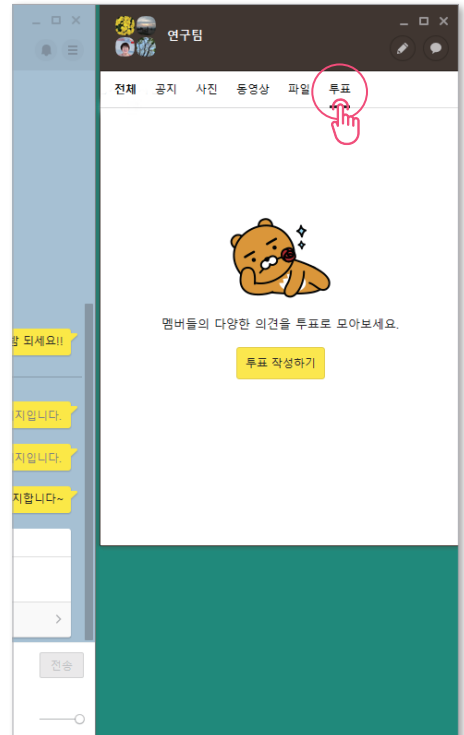 연구팀
전체 공지 사진 동영상 파일 투표
멤버들의 다양한 의견을 투표로 모아보세요.
투표 작성하기
되세요!!
지입니다.
지입니다.
지합니다~
전송